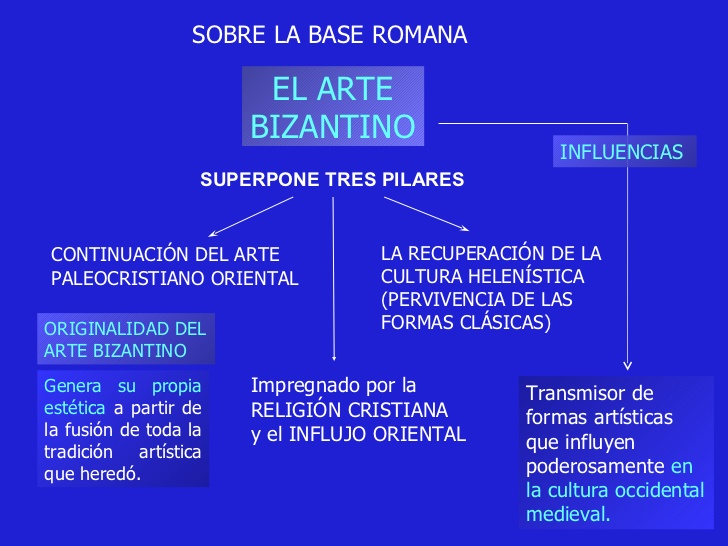 SOBRE LA BASE ROMANA
EL ARTE
BIZANTINO
INFLUENCIAS
SUPERPONE TRES PILARES
CONTINUACIÓN DEL ARTE
PALEOCRISTIANO ORIENTAL
LA RECUPERACIÓN DE LA
CULTURA HELENÍSTICA
(PERVIVENCIA DE LAS
FORMAS CLÁSICAS)
ORIGINALIDAD DEL
ARTE BIZANTINO
Genera su propia
estética a partir de
la fusión de toda la
tradición artística
que heredó.
Impregnado por la
RELIGIÓN CRISTIANA
y el INFLUJO ORIENTAL
Transmisor de
formas artísticas
que influyen
poderosamente en
la cultura occidental
medieval.